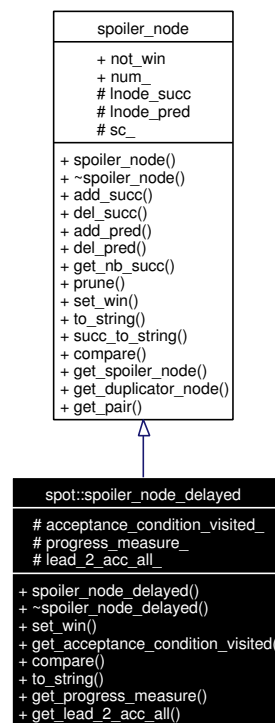 spoiler_node
+ not_win
+ num_
# lnode_succ
# lnode_pred
# sc_
+ spoiler_node()
+ ~spoiler_node()
+ add_succ()
+ del_succ()
+ add_pred()
+ del_pred()
+ get_nb_succ()
+ prune()
+ set_win()
+ to_string()
+ succ_to_string()
+ compare()
+ get_spoiler_node()
+ get_duplicator_node()
+ get_pair()
spot::spoiler_node_delayed
# acceptance_condition_visited_
# progress_measure_
# lead_2_acc_all_
+ spoiler_node_delayed()
+ ~spoiler_node_delayed()
+ set_win()
+ get_acceptance_condition_visited()
+ compare()
+ to_string()
+ get_progress_measure()
+ get_lead_2_acc_all()